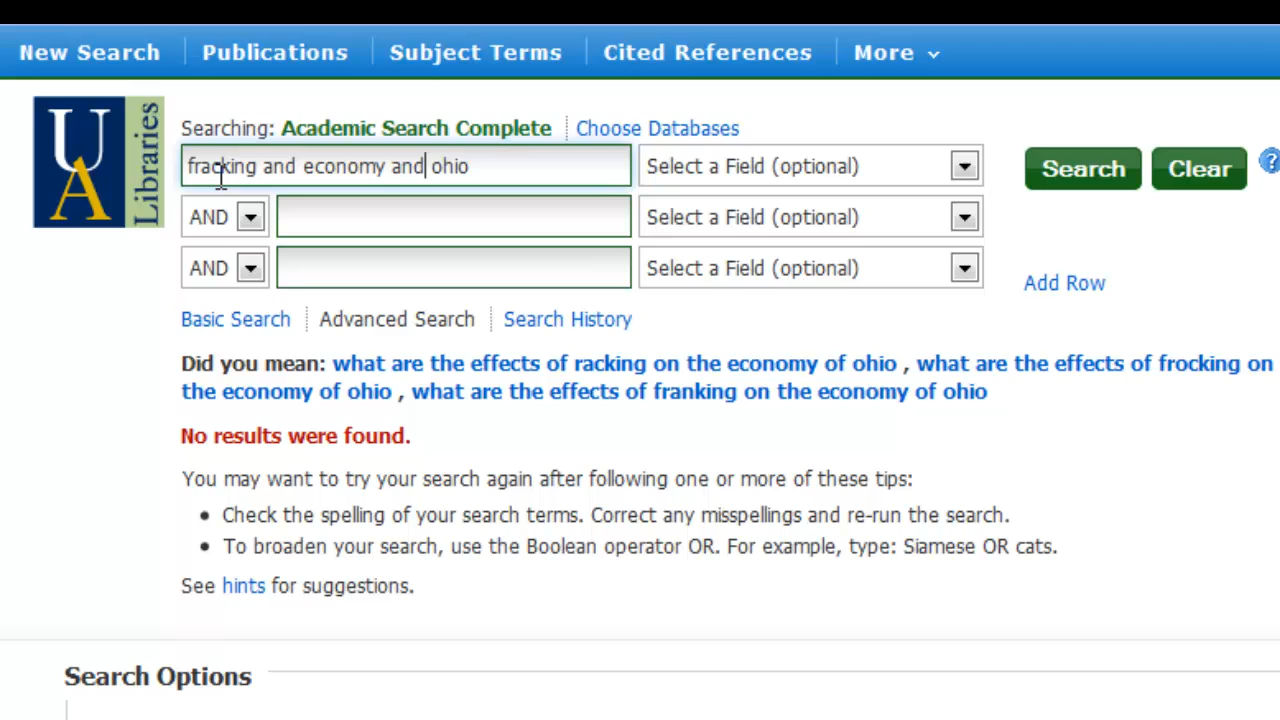 New Search Publications Subject Terms Cited References More
UA Libraries
Searching: Academic Search Complete Choose Databases
fracking and economy and ohio Select a Field (optional) Search Clear ?
AND Select a Field (optional)
AND Select a Field (optional)
Add Row
Basic Search Advanced Search Search History
Did you mean: what are the effects of racking on the economy of ohio , what are the effects of frocking on
the economy of ohio , what are the effects of franking on the economy of ohio
No results were found.
You may want to try your search again after following one or more of these tips:
• Check the spelling of your search terms. Correct any misspellings and re-run the search.
• To broaden your search, use the Boolean operator OR. For example, type: Siamese OR cats.
See hints for suggestions.
Search Options